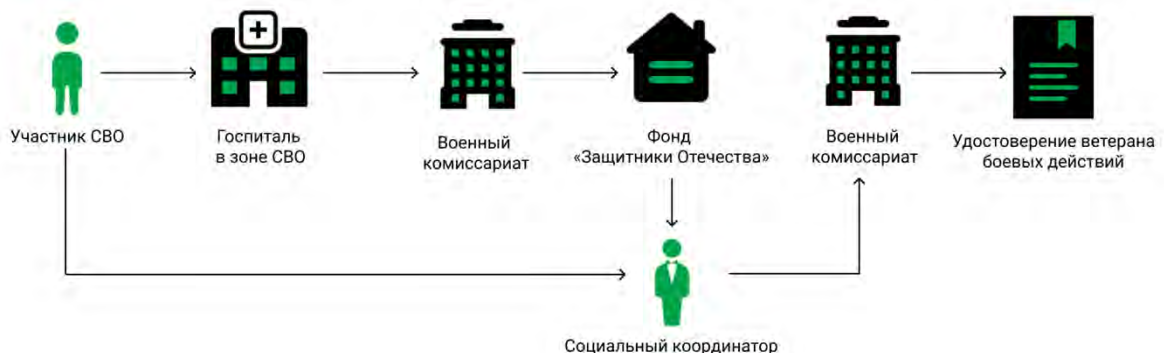 Участник СВО
Госпиталь
в зоне СВО
Военный
комиссариат
Фонд
«Защитники Отечества»
Военный
комиссариат
Удостоверение ветерана
боевых действий
Социальный координатор